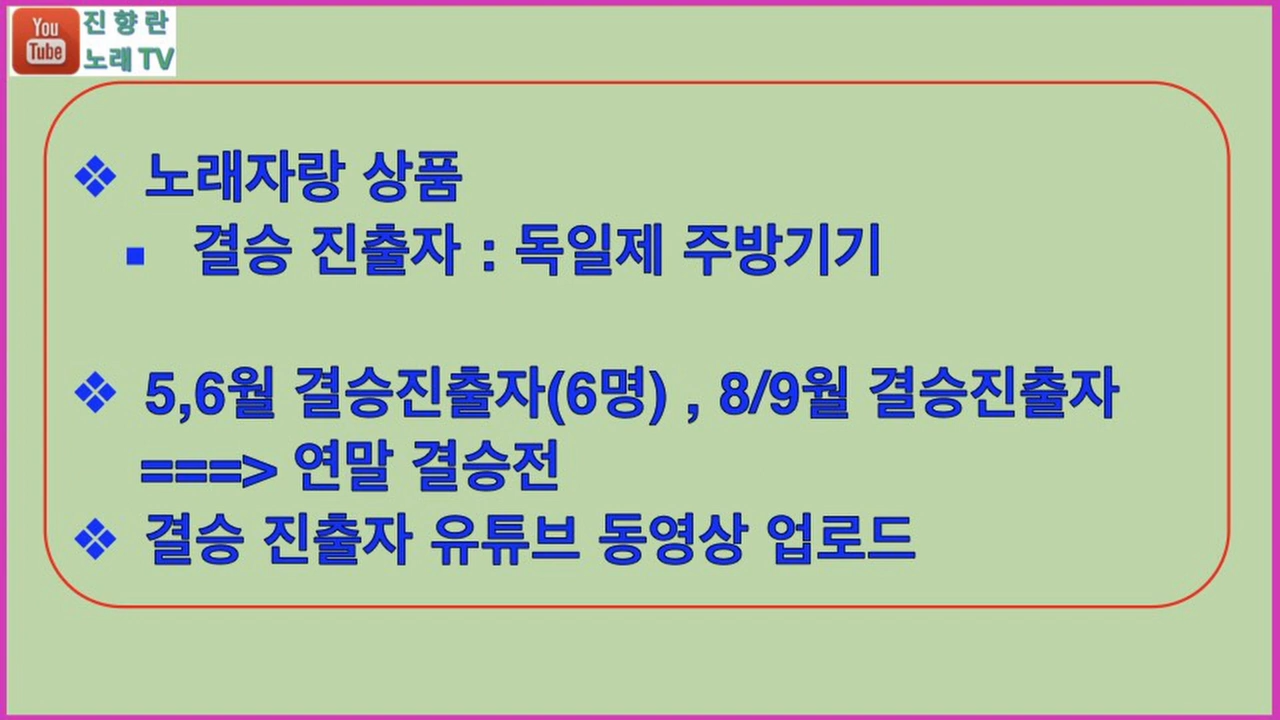 You
Tube
진향란
노래 TV
❖ 노래자랑 상품
▪ 결승 진출자 : 독일제 주방기기
❖ 5,6월 결승진출자(6명) , 8/9월 결승진출자
===> 연말 결승전
❖ 결승 진출자 유튜브 동영상 업로드